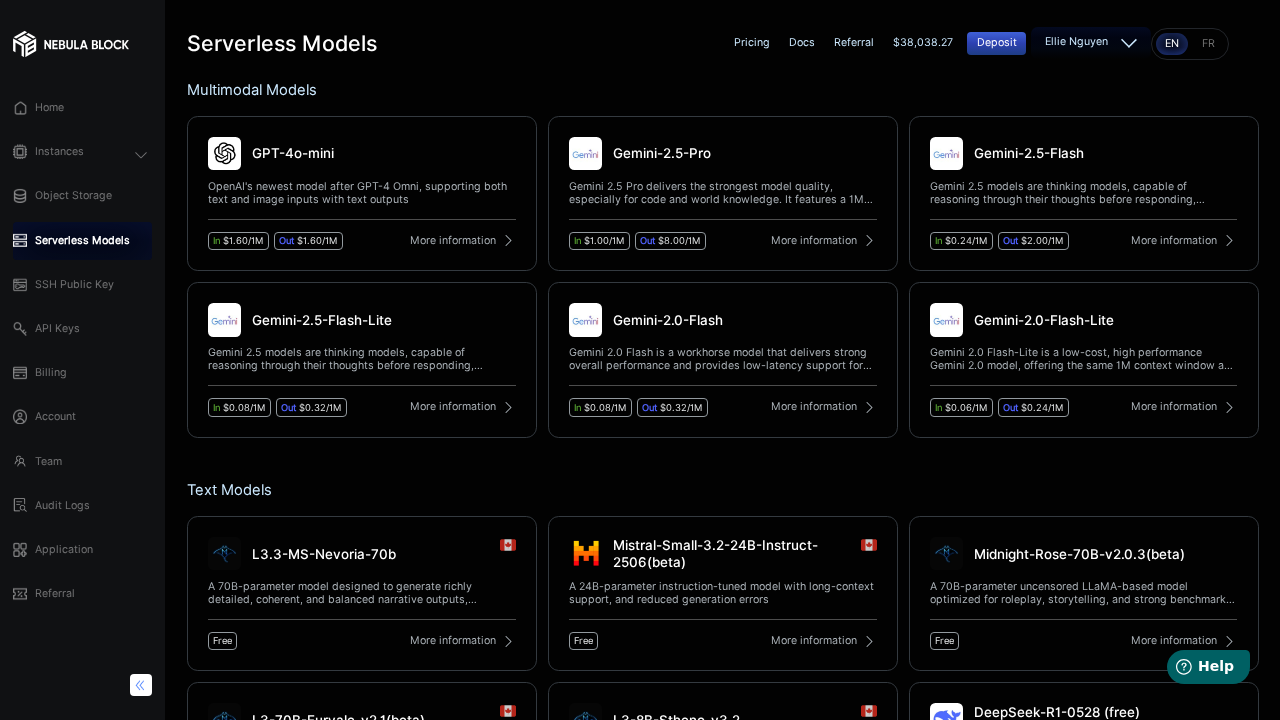 NEBULA BLOCK
Home
Instances
Object Storage
Serverless Models
SSH Public Key
API Keys
Billing
Account
Team
Audit Logs
Application
Referral
Serverless Models
Pricing
Docs
Referral
$38,038.27
Deposit
Ellie Nguyen
EN
FR
Multimodal Models
GPT-4o-mini
OpenAI's newest model after GPT-4 Omni, supporting both
text and image inputs with text outputs
In $1.60/1M
Out $1.60/1M
More information
Gemini
Gemini-2.5-Pro
Gemini 2.5 Pro delivers the strongest model quality,
especially for code and world knowledge. It features a 1M...
In $1.00/1M
Out $8.00/1M
More information
Gemini
Gemini-2.5-Flash
Gemini 2.5 models are thinking models, capable of
reasoning through their thoughts before responding,...
In $0.24/1M
Out $2.00/1M
More information
Gemini
Gemini-2.5-Flash-Lite
Gemini 2.5 models are thinking models, capable of
reasoning through their thoughts before responding,...
In $0.08/1M
Out $0.32/1M
More information
Gemini
Gemini-2.0-Flash
Gemini 2.0 Flash is a workhorse model that delivers strong
overall performance and provides low-latency support for...
In $0.08/1M
Out $0.32/1M
More information
Gemini
Gemini-2.0-Flash-Lite
Gemini 2.0 Flash-Lite is a low-cost, high performance
Gemini 2.0 model, offering the same 1M context window a...
In $0.06/1M
Out $0.24/1M
More information
Text Models
L3.3-MS-Nevoria-70b
A 70B-parameter model designed to generate richly
detailed, coherent, and balanced narrative outputs,...
Free
More information
Mistral-Small-3.2-24B-Instruct-
2506(beta)
A 24B-parameter instruction-tuned model with long-context
support, and reduced generation errors
Free
More information
Midnight-Rose-70B-v2.0.3(beta)
A 70B-parameter uncensored LLaMA-based model
optimized for roleplay, storytelling, and strong benchmark...
Free
More information
L3-70B-Euryale-v2.1(beta)
L3-8B-Stheno-v3.2
DeepSeek-R1-0528 (free)
Help